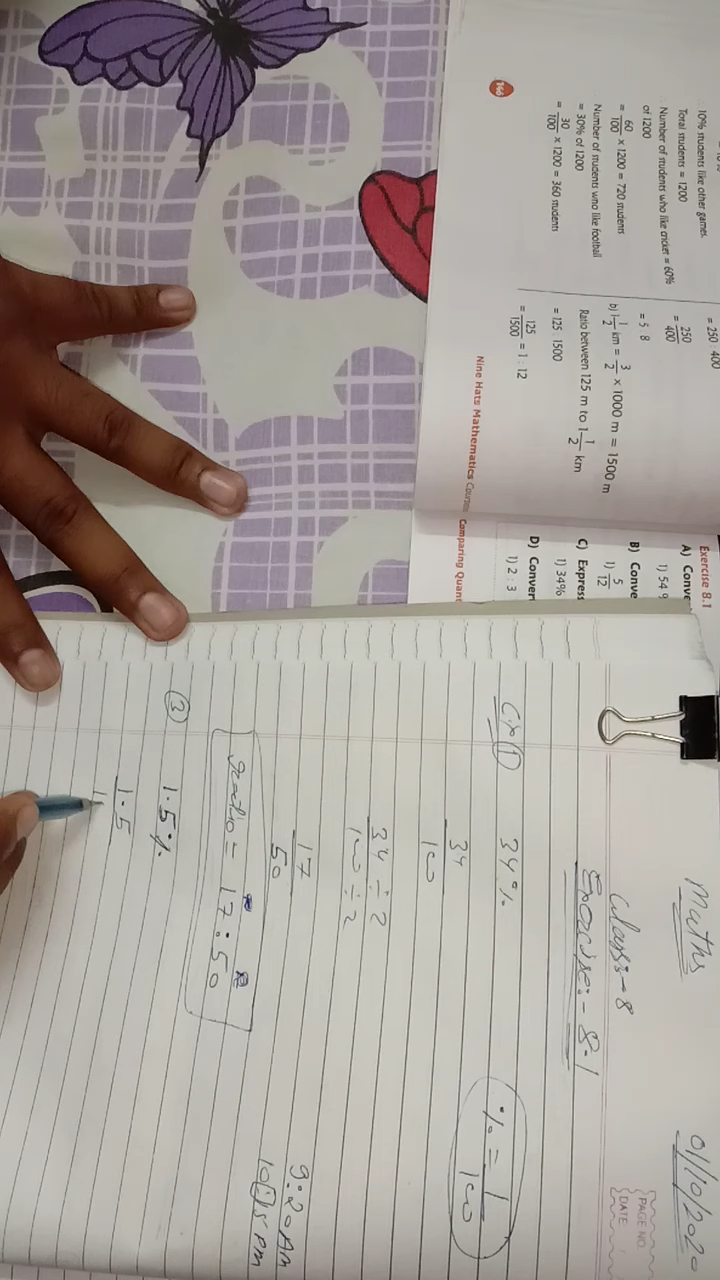 10% students like other games.
Total students = 1200
Number of students who like cricket = 60%
of 1200
= 60/100 × 1200 = 720 students
Number of students who like football
= 30% of 1200
= 30/100 × 1200 = 360 students
146
= 250 : 400
= 250/400
= 5 : 8
b) 1 1/2 km = 3/2 × 1000 m = 1500 m
Ratio between 125 m to 1 1/2 km
= 125 : 1500
= 125/1500 = 1 : 12
Nine Hats Mathematics Course
Exercise 8.1
A) Conve
1) 54
B) Conve
1) 5/12
C) Express
1) 34%
D) Conver
1) 2 : 3
Comparing Quant
Maths
01/10/2020
PAGE NO.
DATE:
Class → 8
Exercise :- 8.1
% = 1/100
① 34%
34/100
34 ÷ 2
100 ÷ 2
17
50
9:20 AM
10:15 PM
ratio = 17 : 50
③ 1.5%
1.5
1